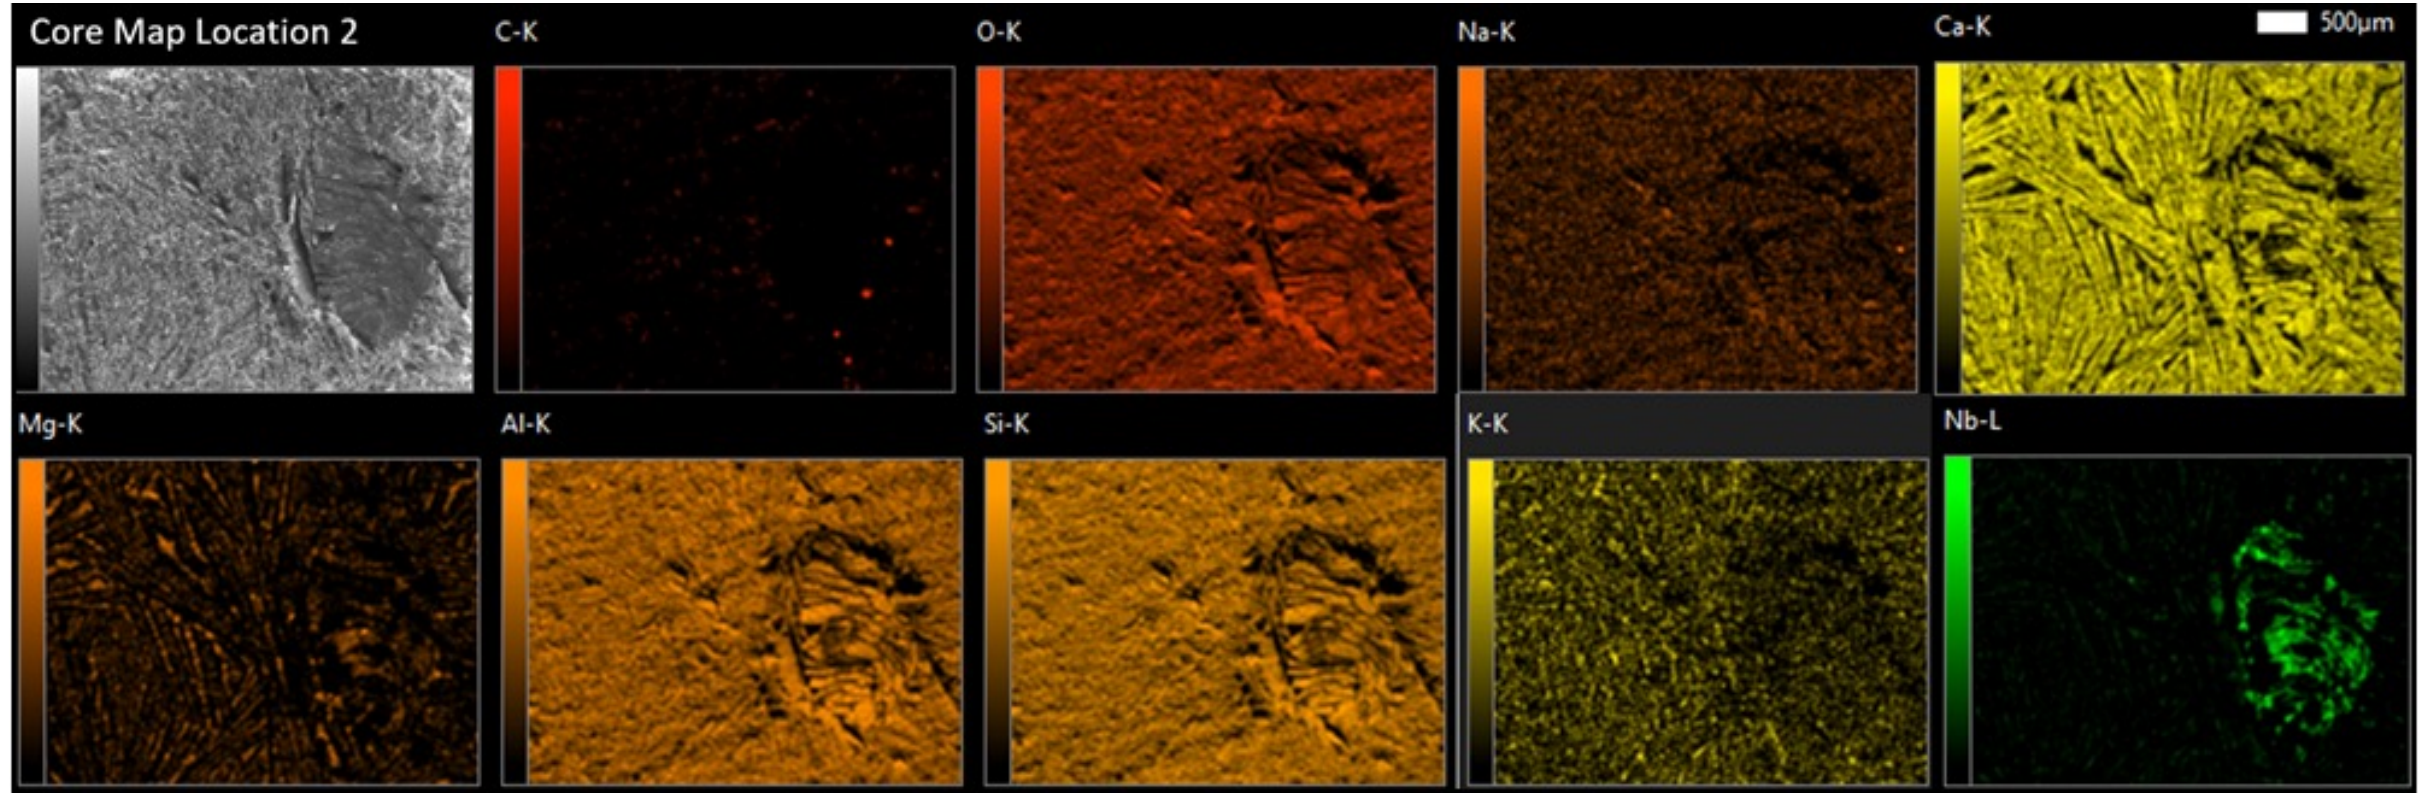 Core Map Location 2
C-K
O-K
Na-K
Ca-K
500μm
Mg-K
Al-K
Si-K
K-K
Nb-L